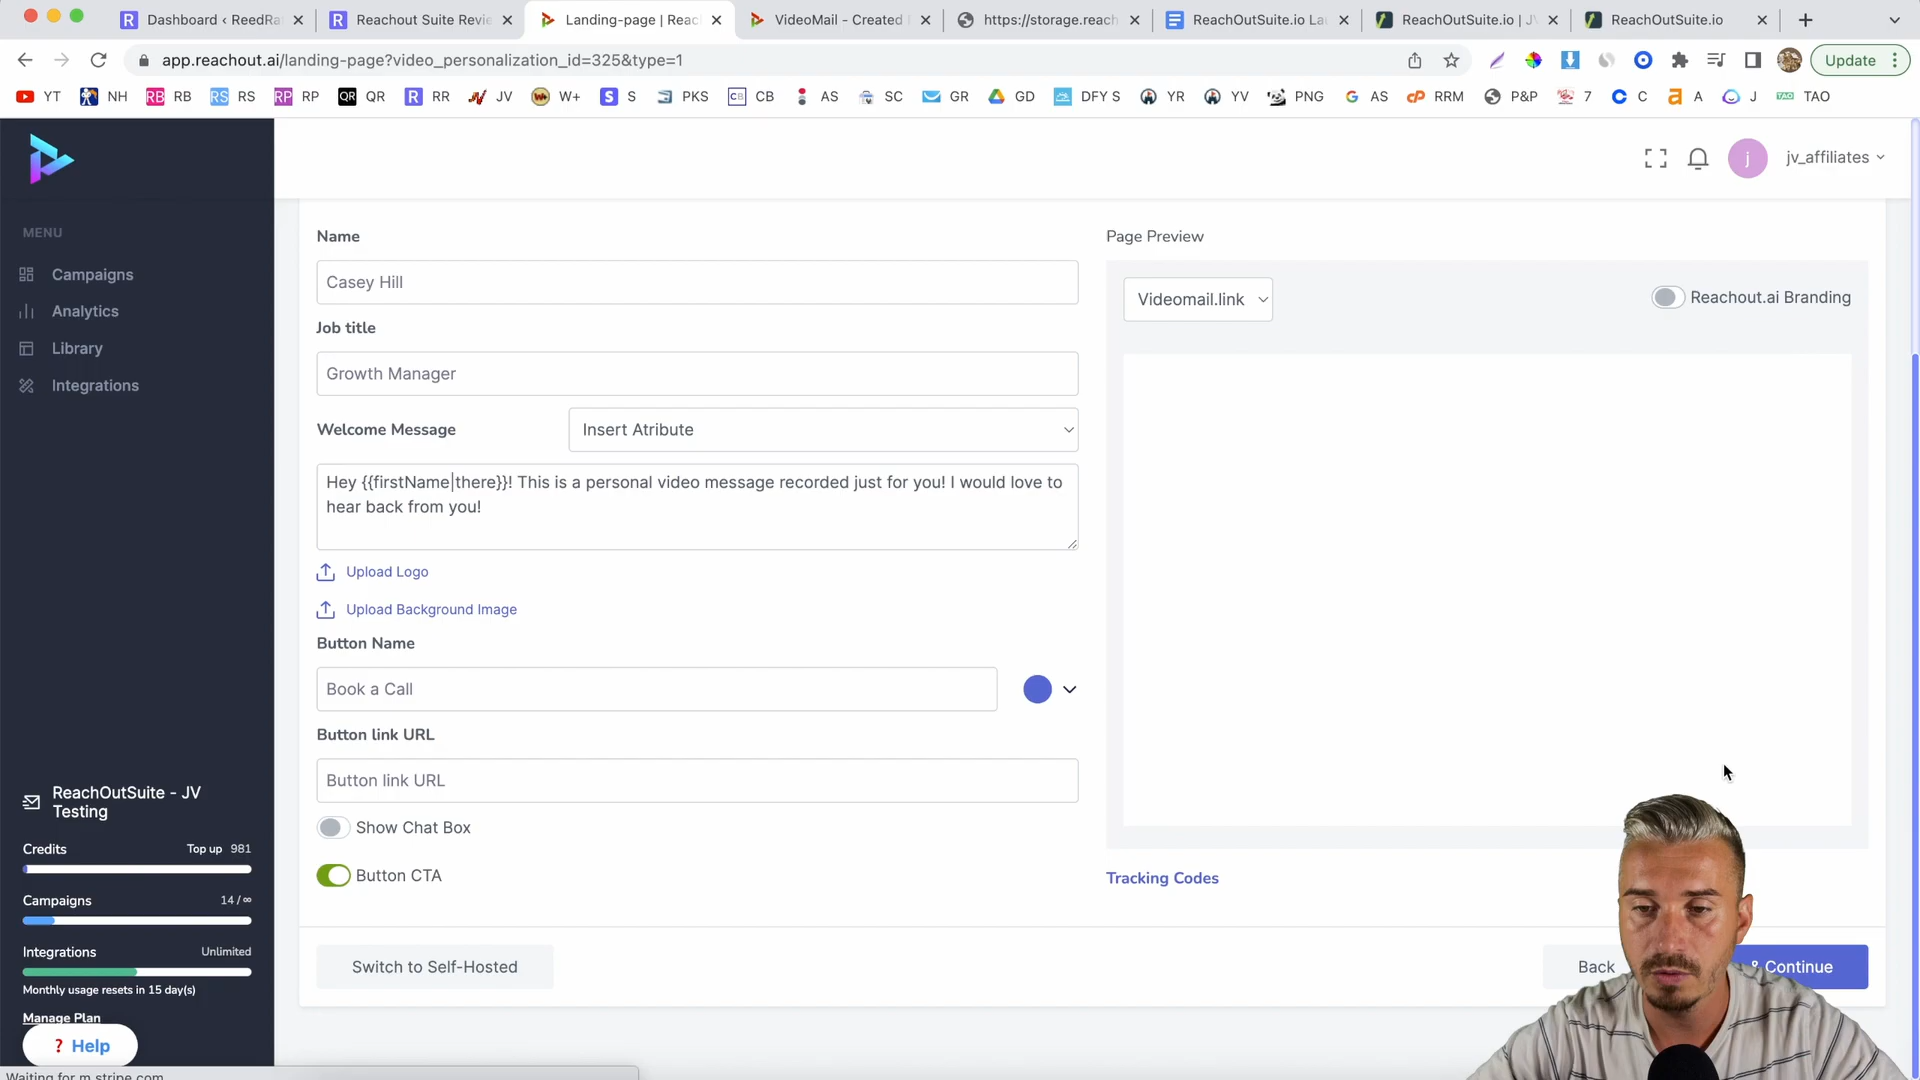 Dashboard ‹ ReedRa
Reachout Suite Revie
Landing-page | Reac
VideoMail - Created
https://storage.reach
ReachOutSuite.io La
ReachOutSuite.io | J
ReachOutSuite.io
app.reachout.ai/landing-page?video_personalization_id=325&type=1
Update
YT
NH
RB RB
RS RS
RP RP
QR QR
R RR
JV
W+
S S
PKS
CB CB
AS
SC
GR
GD
DFY S
YR
YV
PNG
AS
RRM
P&P
7
C
A
J
TAO TAO
j
jv_affiliates
MENU
Campaigns
Analytics
Library
Integrations
Name
Casey Hill
Job title
Growth Manager
Welcome Message
Insert Atribute
Hey {{firstName|there}}! This is a personal video message recorded just for you! I would love to
hear back from you!
Upload Logo
Upload Background Image
Button Name
Book a Call
Button link URL
Button link URL
Show Chat Box
Button CTA
Switch to Self-Hosted
Page Preview
Videomail.link
Reachout.ai Branding
Tracking Codes
Back
& Continue
ReachOutSuite - JV
Testing
Credits Top up 981
Campaigns 14 / ∞
Integrations Unlimited
Monthly usage resets in 15 day(s)
Manage Plan
? Help
Waiting for m.stripe.com